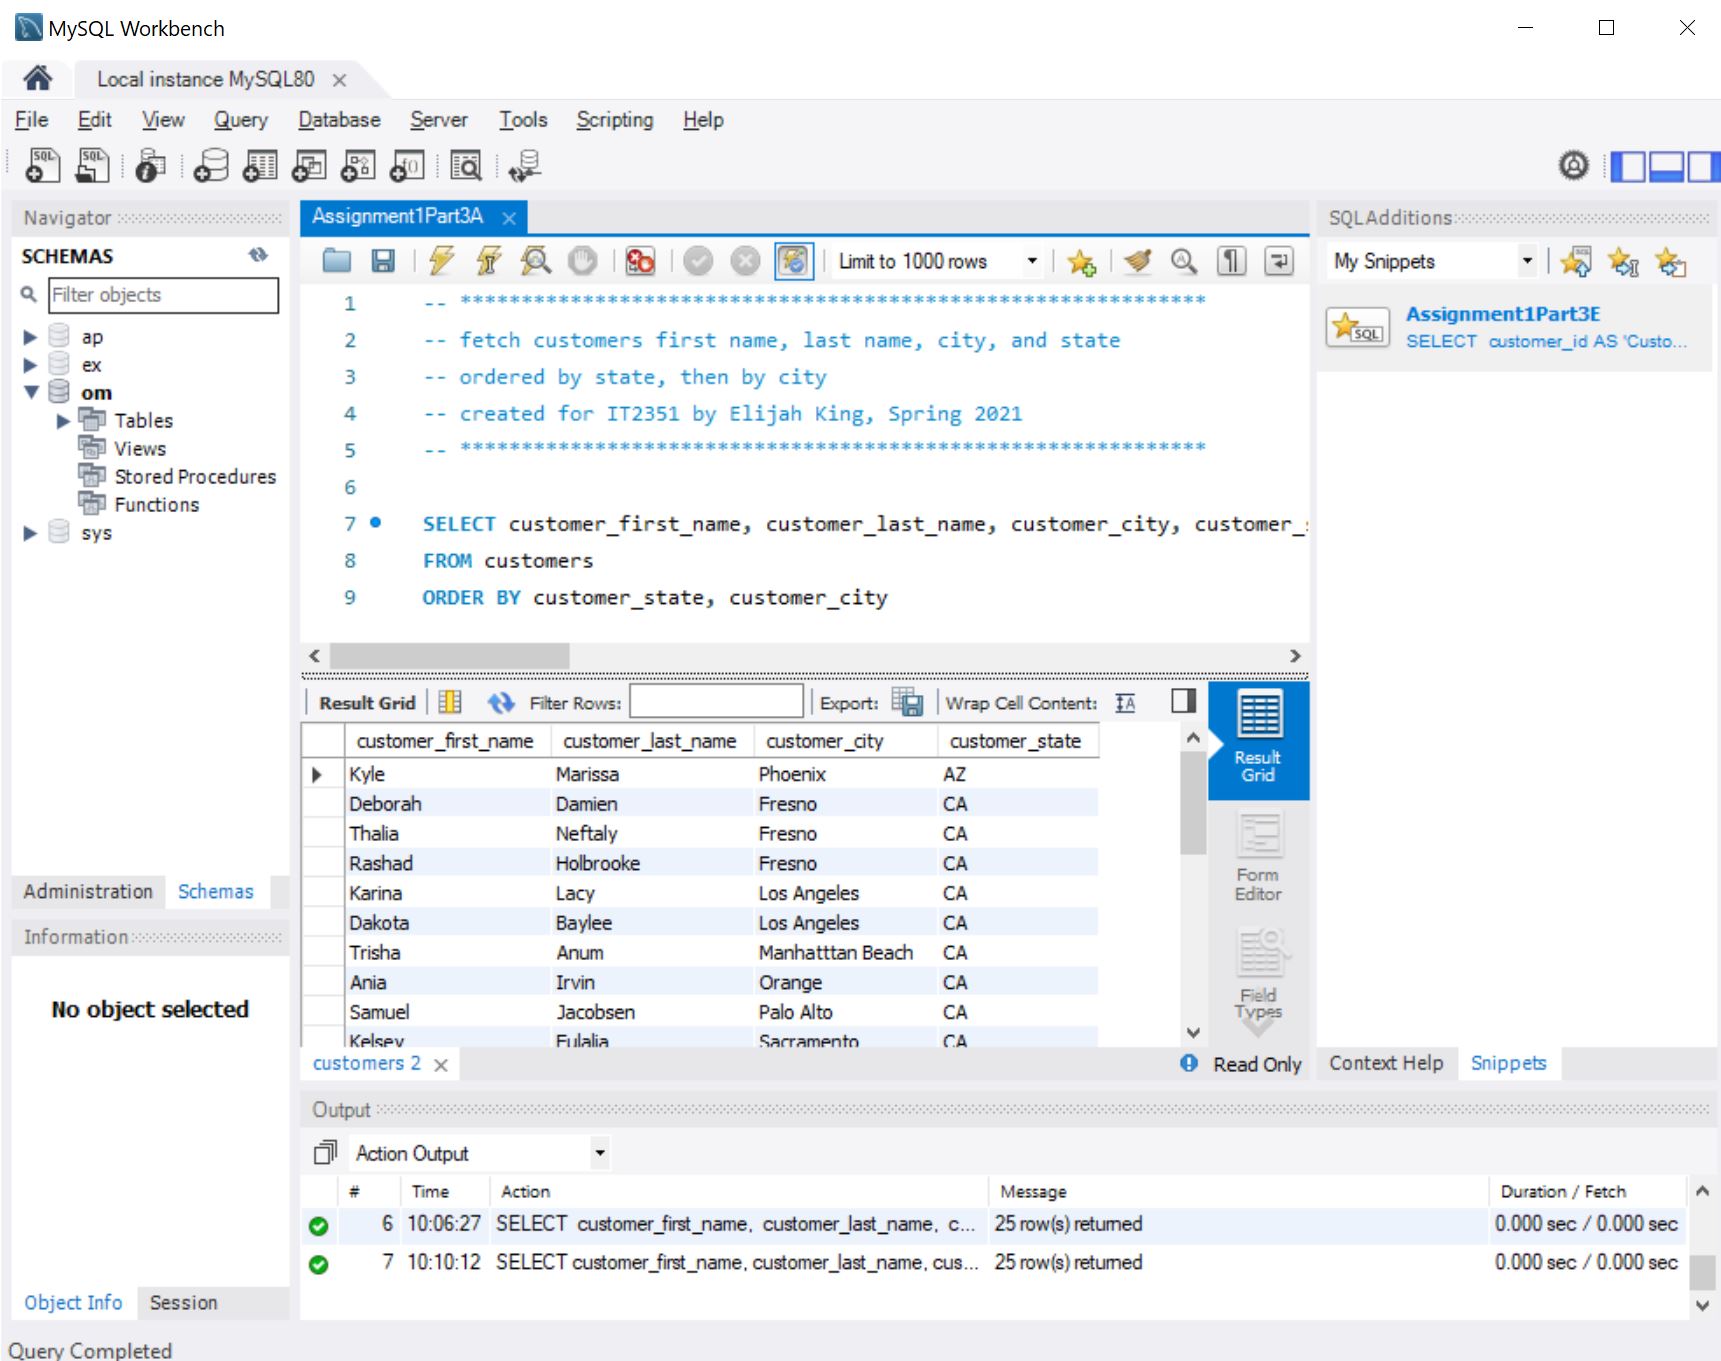 MySQL Workbench
Local instance MySQL80
File Edit View Query Database Server Tools Scripting Help
Navigator
SCHEMAS
Filter objects
ap
ex
om
Tables
Views
Stored Procedures
Functions
sys
Administration Schemas
Information
No object selected
Object Info Session
Query Completed
Assignment1Part3A
Limit to 1000 rows
1 -- *************************************************************
2 -- fetch customers first name, last name, city, and state
3 -- ordered by state, then by city
4 -- created for IT2351 by Elijah King, Spring 2021
5 -- *************************************************************
6
7 SELECT customer_first_name, customer_last_name, customer_city, customer_
8 FROM customers
9 ORDER BY customer_state, customer_city
Result Grid Filter Rows: Export: Wrap Cell Content:
customer_first_name customer_last_name customer_city customer_state
Kyle Marissa Phoenix AZ
Deborah Damien Fresno CA
Thalia Neftaly Fresno CA
Rashad Holbrooke Fresno CA
Karina Lacy Los Angeles CA
Dakota Baylee Los Angeles CA
Trisha Anum Manhatttan Beach CA
Ania Irvin Orange CA
Samuel Jacobsen Palo Alto CA
Kelsey Eulalia Sacramento CA
Result
Grid
Form
Editor
Field
Types
customers 2
Read Only
SQLAdditions
My Snippets
SQL
Assignment1Part3E
SELECT customer_id AS 'Custo...
Context Help Snippets
Output
Action Output
# Time Action Message Duration / Fetch
6 10:06:27 SELECT customer_first_name, customer_last_name, c... 25 row(s) returned 0.000 sec / 0.000 sec
7 10:10:12 SELECT customer_first_name, customer_last_name, cus... 25 row(s) returned 0.000 sec / 0.000 sec